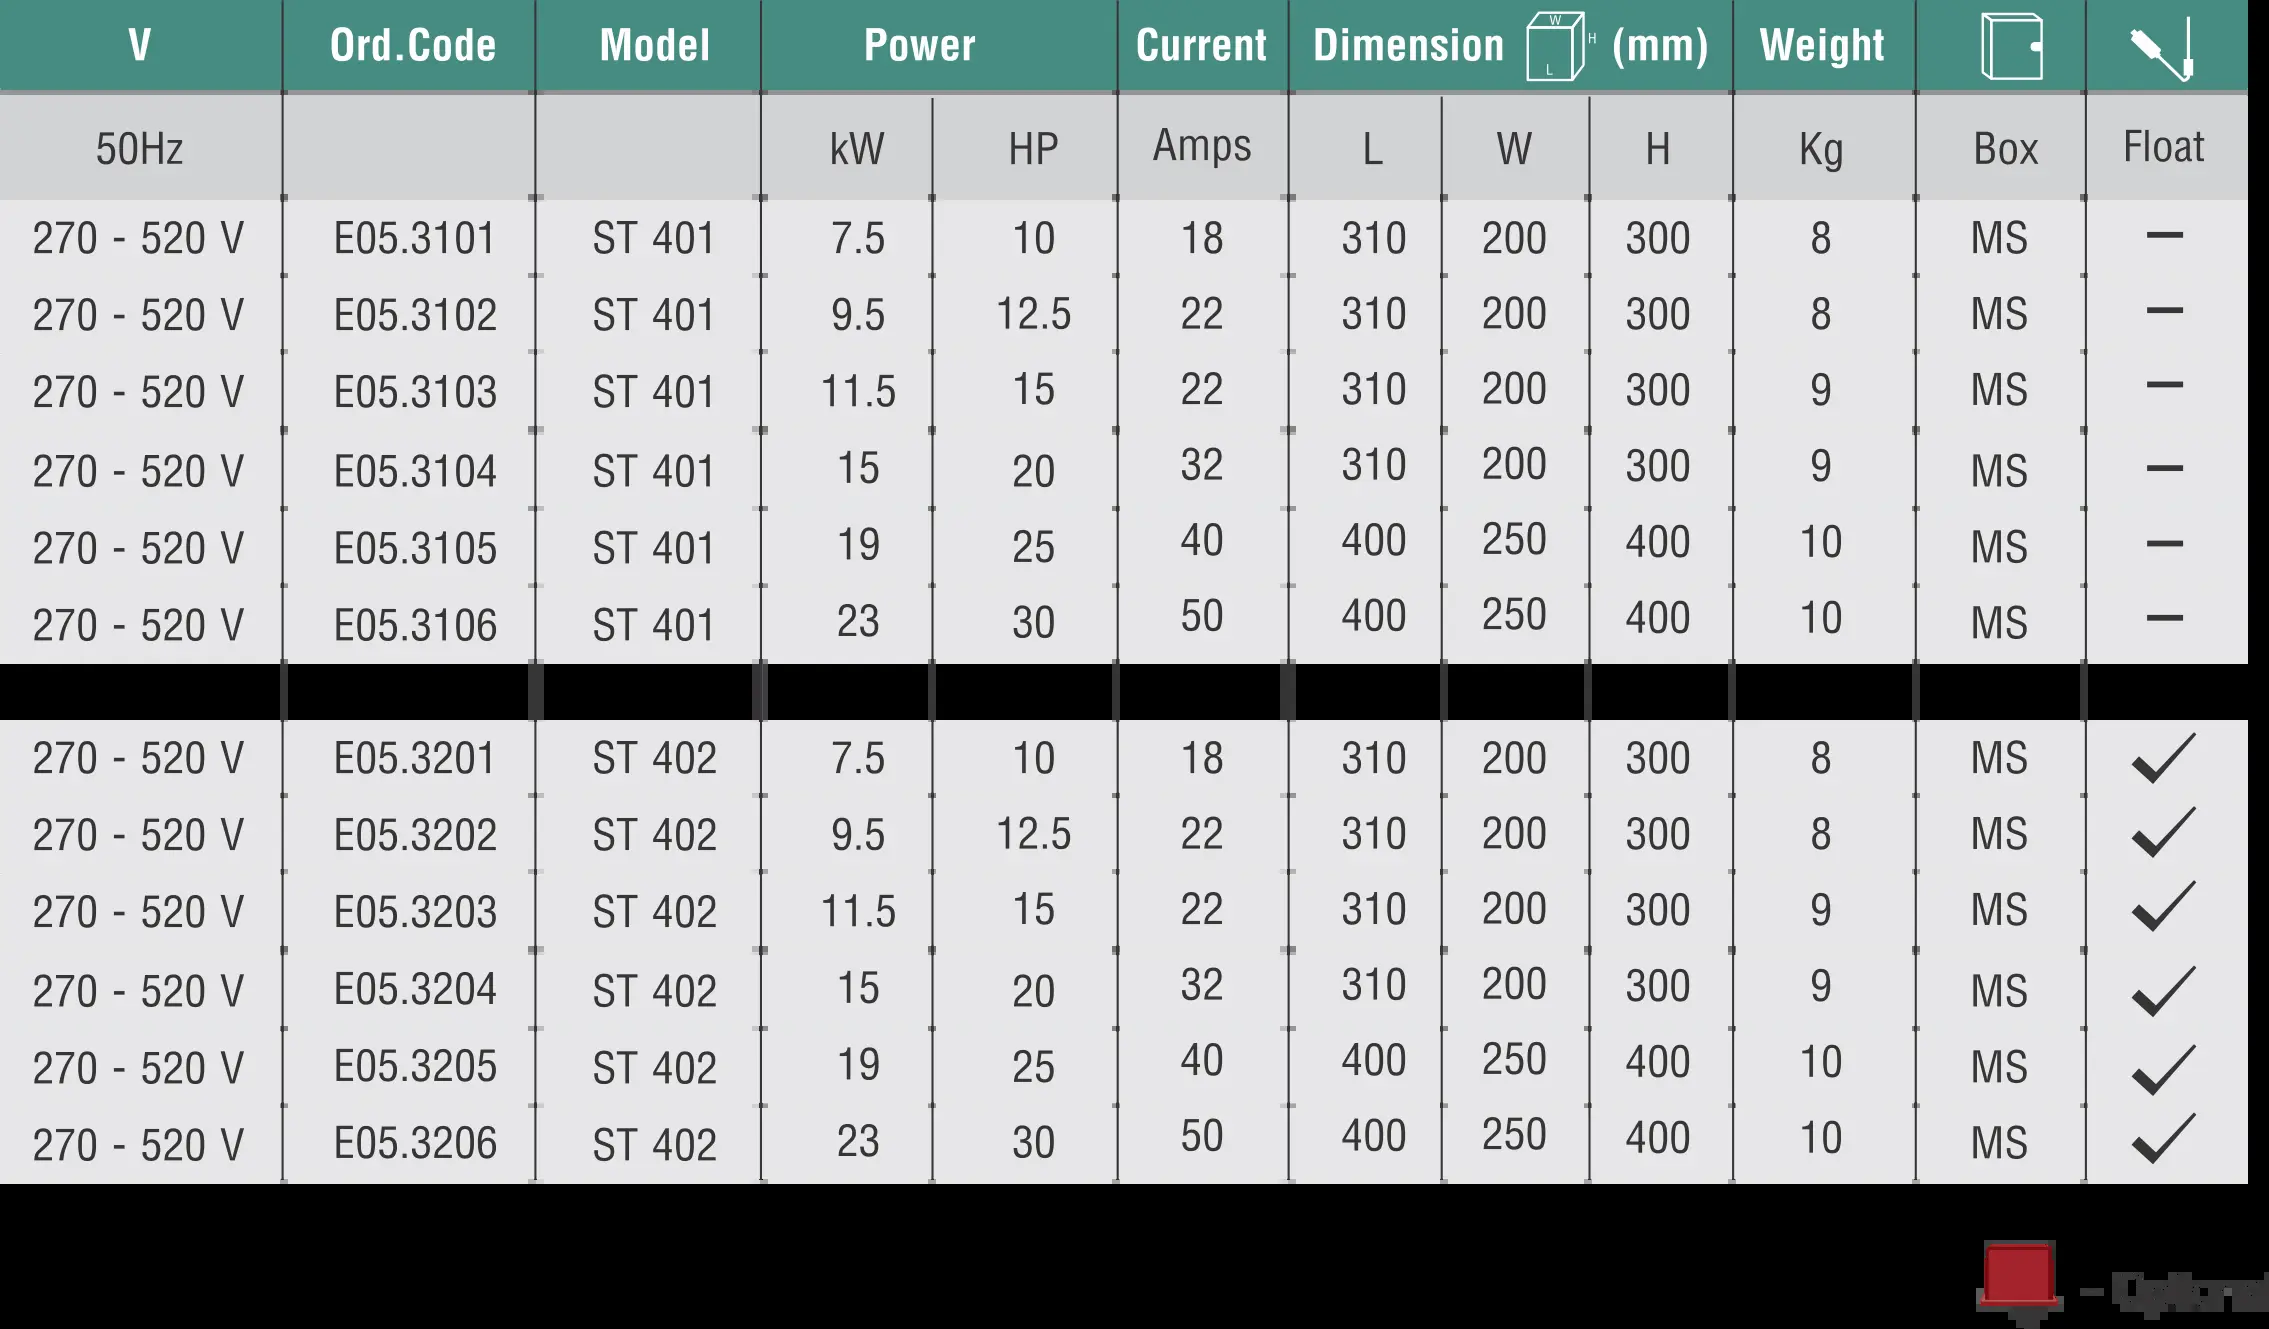 V Ord.Code Model Power Current Dimension W H L (mm) Weight
50Hz kW HP Amps L W H Kg Box Float
270 - 520 V E05.3101 ST 401 7.5 10 18 310 200 300 8 MS –
270 - 520 V E05.3102 ST 401 9.5 12.5 22 310 200 300 8 MS –
270 - 520 V E05.3103 ST 401 11.5 15 22 310 200 300 9 MS –
270 - 520 V E05.3104 ST 401 15 20 32 310 200 300 9 MS –
270 - 520 V E05.3105 ST 401 19 25 40 400 250 400 10 MS –
270 - 520 V E05.3106 ST 401 23 30 50 400 250 400 10 MS –
270 - 520 V E05.3201 ST 402 7.5 10 18 310 200 300 8 MS ✓
270 - 520 V E05.3202 ST 402 9.5 12.5 22 310 200 300 8 MS ✓
270 - 520 V E05.3203 ST 402 11.5 15 22 310 200 300 9 MS ✓
270 - 520 V E05.3204 ST 402 15 20 32 310 200 300 9 MS ✓
270 - 520 V E05.3205 ST 402 19 25 40 400 250 400 10 MS ✓
270 - 520 V E05.3206 ST 402 23 30 50 400 250 400 10 MS ✓
– Optional